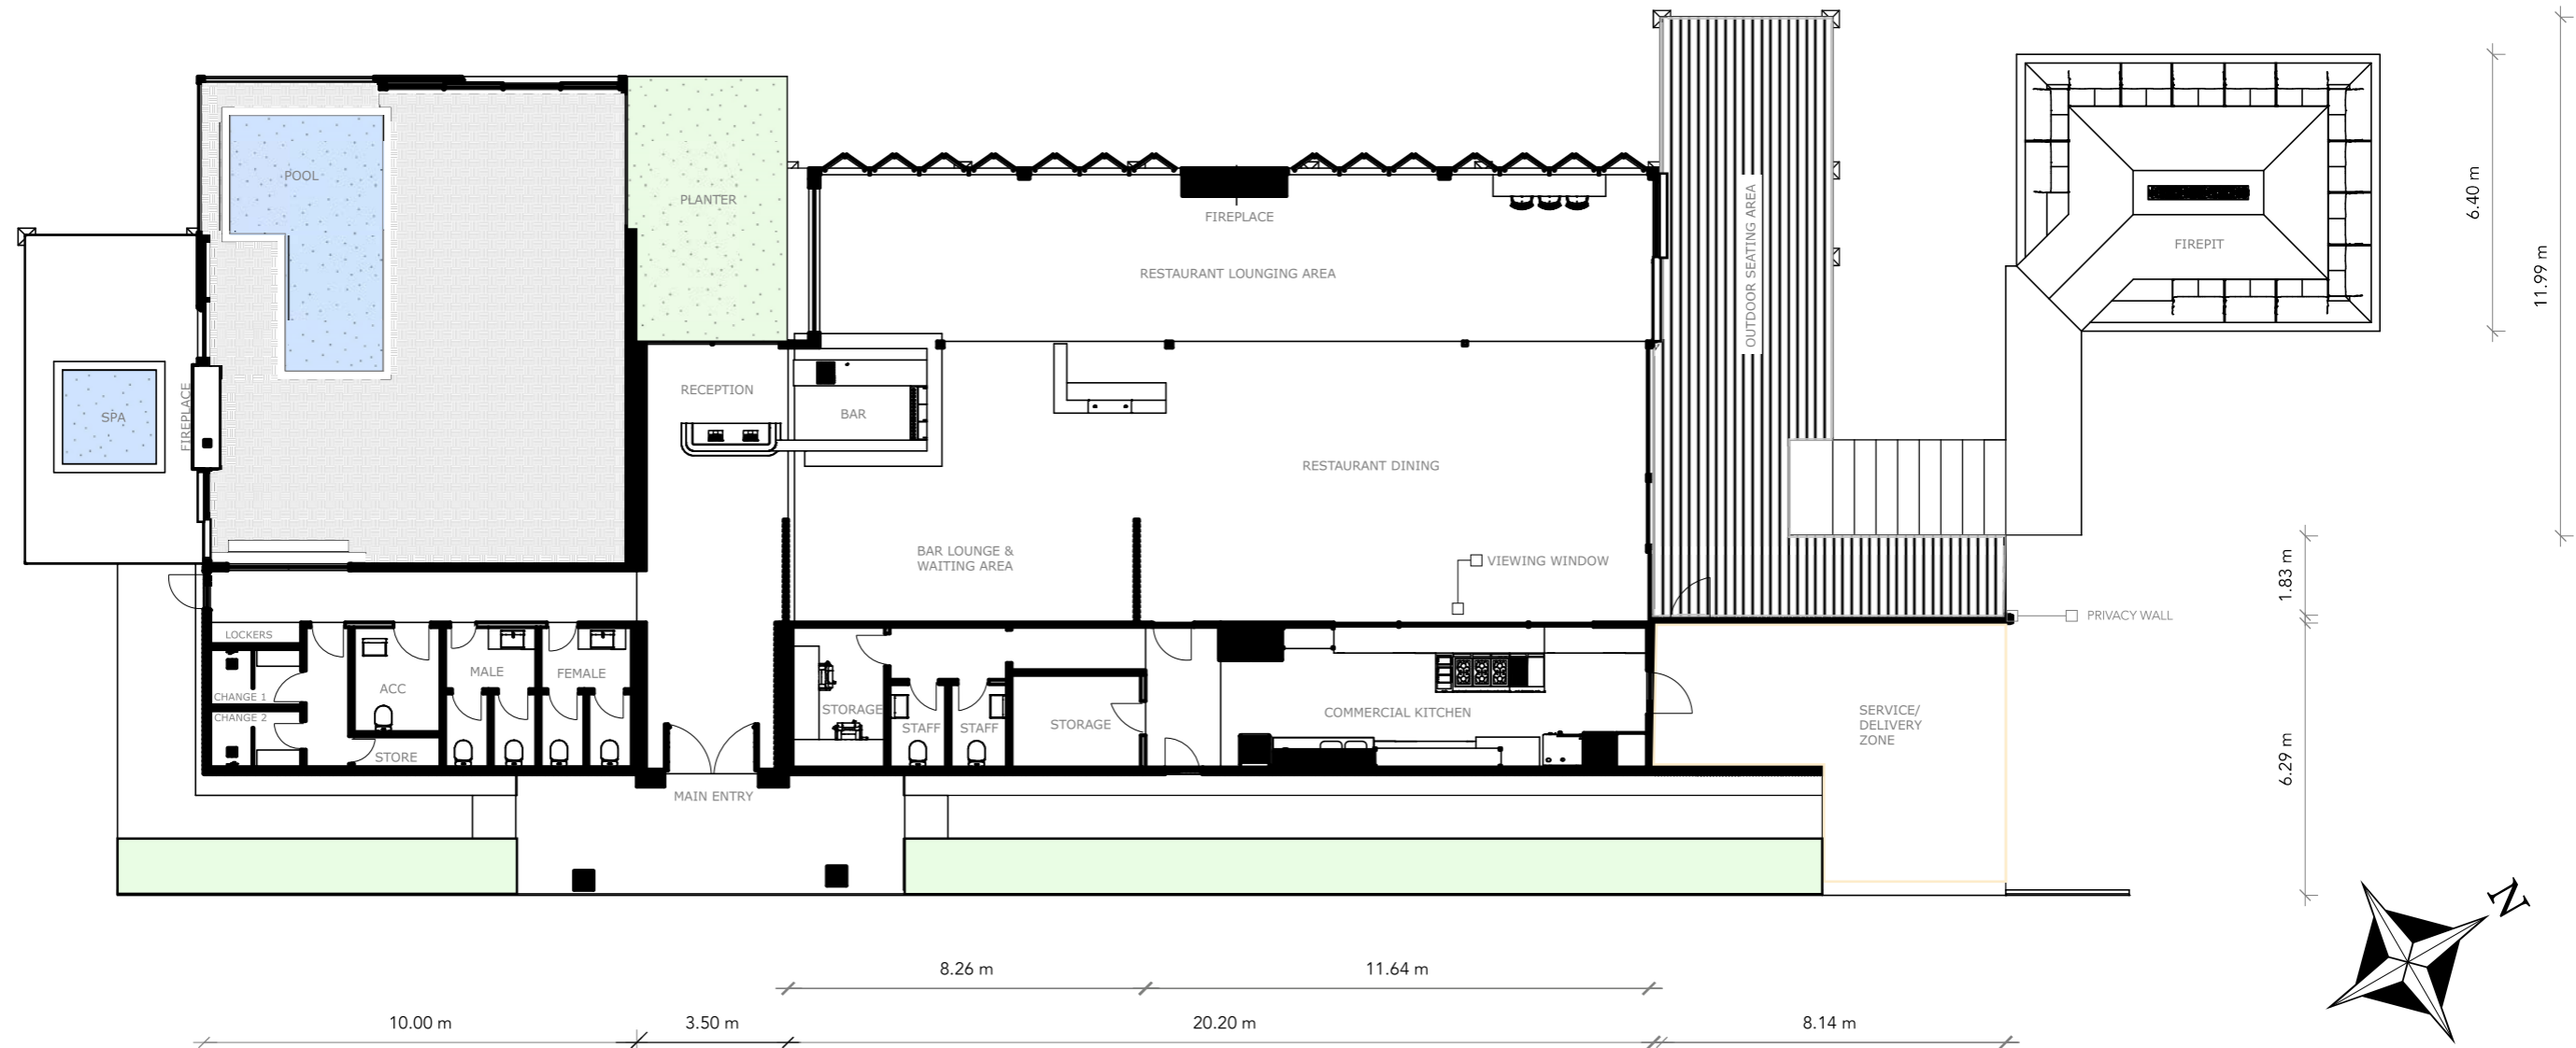 POOL
PLANTER
FIREPLACE
RESTAURANT LOUNGING AREA
OUTDOOR SEATING AREA
FIREPIT
6.40 m
11.99 m
SPA
FIREPLACE
RECEPTION
BAR
RESTAURANT DINING
BAR LOUNGE &
WAITING AREA
VIEWING WINDOW
1.83 m
PRIVACY WALL
LOCKERS
CHANGE 1
CHANGE 2
ACC
MALE
FEMALE
STORE
STORAGE
STAFF
STAFF
STORAGE
COMMERCIAL KITCHEN
SERVICE/
DELIVERY
ZONE
6.29 m
MAIN ENTRY
N
8.26 m
11.64 m
10.00 m
3.50 m
20.20 m
8.14 m